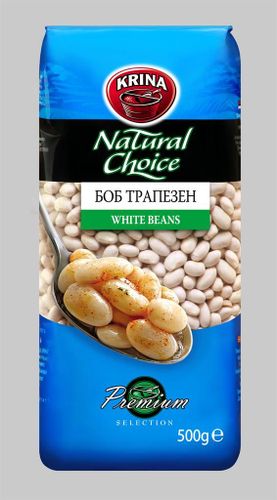 KRINA
Natural
Choice
БОБ ТРАПЕЗЕН
WHITE BEANS
Premium
SELECTION
500g e